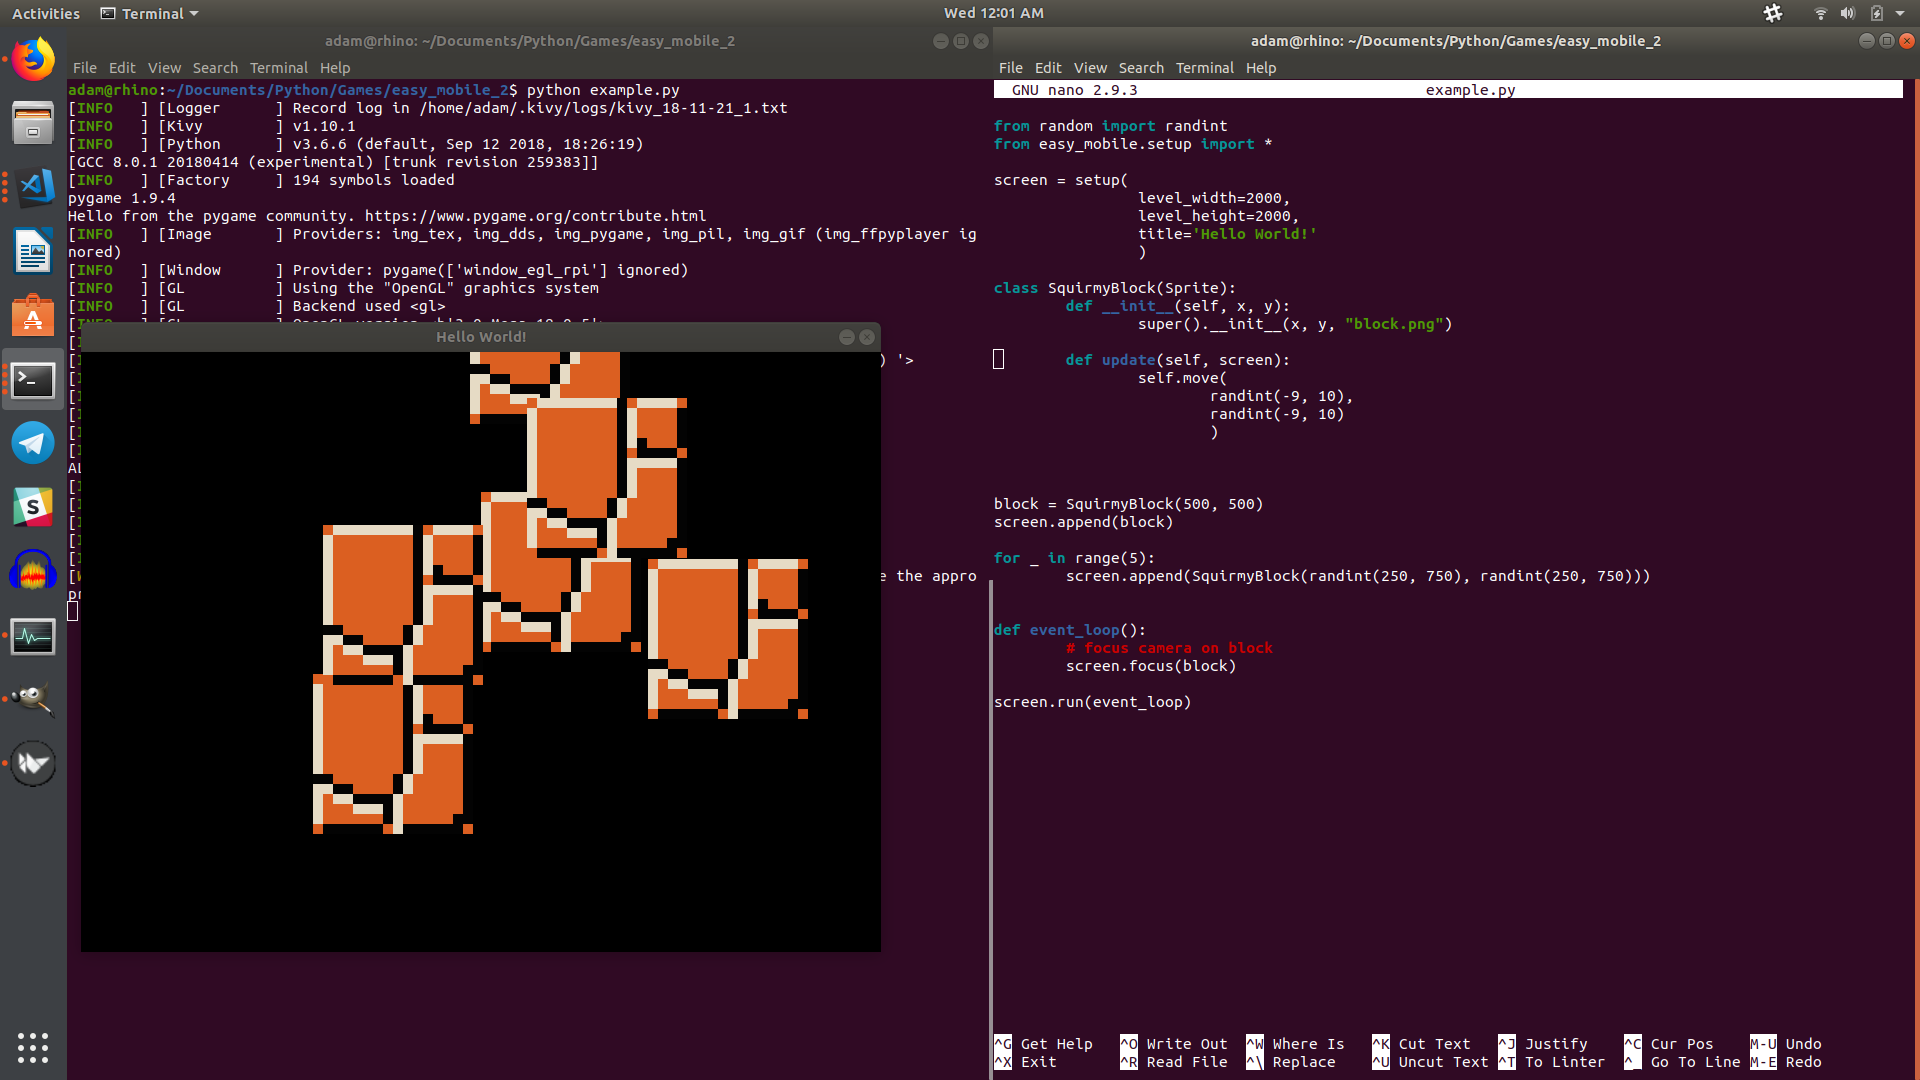 Activities Terminal Wed 12:01 AM
adam@rhino: ~/Documents/Python/Games/easy_mobile_2
File Edit View Search Terminal Help
adam@rhino:~/Documents/Python/Games/easy_mobile_2$ python example.py
[INFO   ] [Logger      ] Record log in /home/adam/.kivy/logs/kivy_18-11-21_1.txt
[INFO   ] [Kivy        ] v1.10.1
[INFO   ] [Python      ] v3.6.6 (default, Sep 12 2018, 18:26:19)
[GCC 8.0.1 20180414 (experimental) [trunk revision 259383]]
[INFO   ] [Factory     ] 194 symbols loaded
pygame 1.9.4
Hello from the pygame community. https://www.pygame.org/contribute.html
[INFO   ] [Image       ] Providers: img_tex, img_dds, img_pygame, img_pil, img_gif (img_ffpyplayer ig
nored)
[INFO   ] [Window      ] Provider: pygame(['window_egl_rpi'] ignored)
[INFO   ] [GL          ] Using the "OpenGL" graphics system
[INFO   ] [GL          ] Backend used <gl>
) '>
e the appro
Hello World!
adam@rhino: ~/Documents/Python/Games/easy_mobile_2
File Edit View Search Terminal Help
GNU nano 2.9.3 example.py
from random import randint
from easy_mobile.setup import *
screen = setup(
level_width=2000,
level_height=2000,
title='Hello World!'
)
class SquirmyBlock(Sprite):
def __init__(self, x, y):
super().__init__(x, y, "block.png")
def update(self, screen):
self.move(
randint(-9, 10),
randint(-9, 10)
)
block = SquirmyBlock(500, 500)
screen.append(block)
for _ in range(5):
screen.append(SquirmyBlock(randint(250, 750), randint(250, 750)))
def event_loop():
# focus camera on block
screen.focus(block)
screen.run(event_loop)
^G Get Help ^O Write Out ^W Where Is ^K Cut Text ^J Justify ^C Cur Pos M-U Undo
^X Exit ^R Read File ^\ Replace ^U Uncut Text ^T To Linter ^_ Go To Line M-E Redo